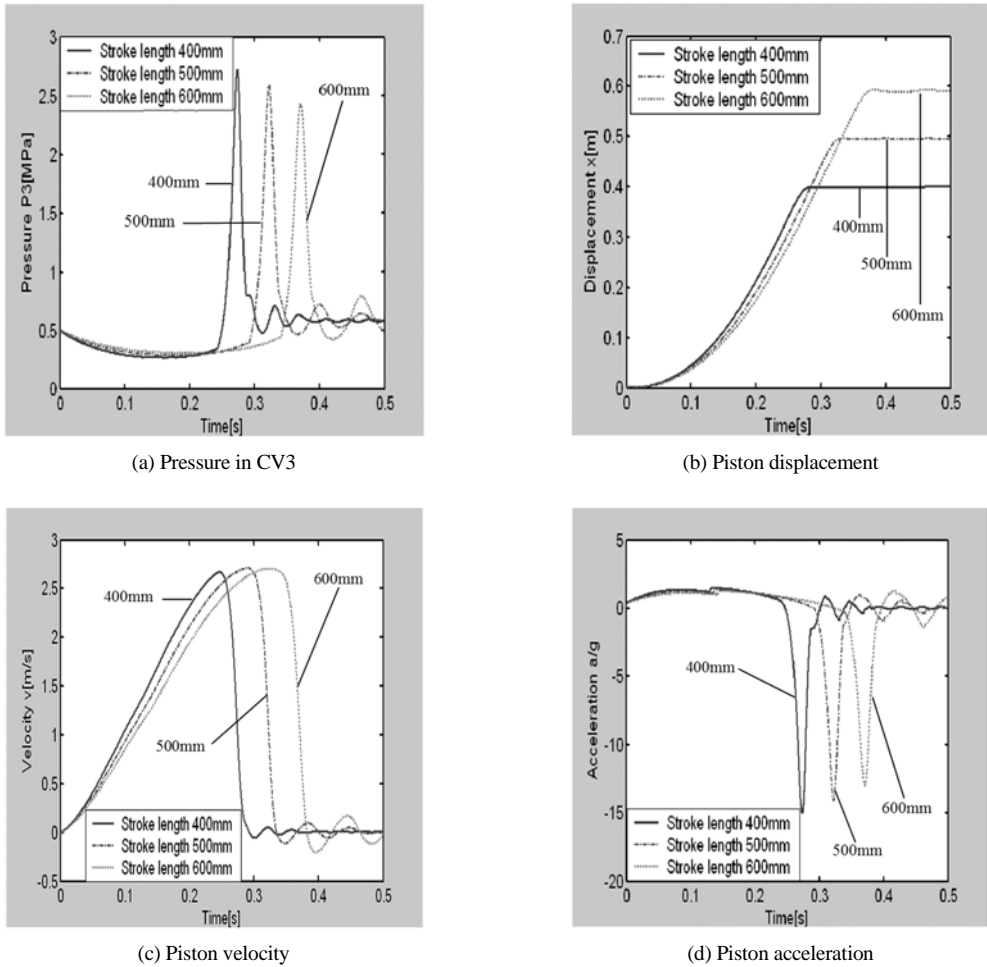 3
2.5
2
1.5
1
0.5
0
Pressure P3[MPa]
Stroke length 400mm
Stroke length 500mm
Stroke length 600mm
600mm
400mm
500mm
0 0.1 0.2 0.3 0.4 0.5
Time[s]
(a) Pressure in CV3
0.7
0.6
0.5
0.4
0.3
0.2
0.1
0
Displacement x[m]
Stroke length 400mm
Stroke length 500mm
Stroke length 600mm
400mm
500mm
600mm
0 0.1 0.2 0.3 0.4 0.5
Time[s]
(b) Piston displacement
3
2.5
2
1.5
1
0.5
0
-0.5
Velocity v[m/s]
400mm
600mm
500mm
Stroke length 400mm
Stroke length 500mm
Stroke length 600mm
0 0.1 0.2 0.3 0.4 0.5
Time[s]
(c) Piston velocity
5
0
-5
-10
-15
-20
Acceleration a/g
400mm
600mm
500mm
Stroke length 400mm
Stroke length 500mm
Stroke length 600mm
0 0.1 0.2 0.3 0.4 0.5
Time[s]
(d) Piston acceleration